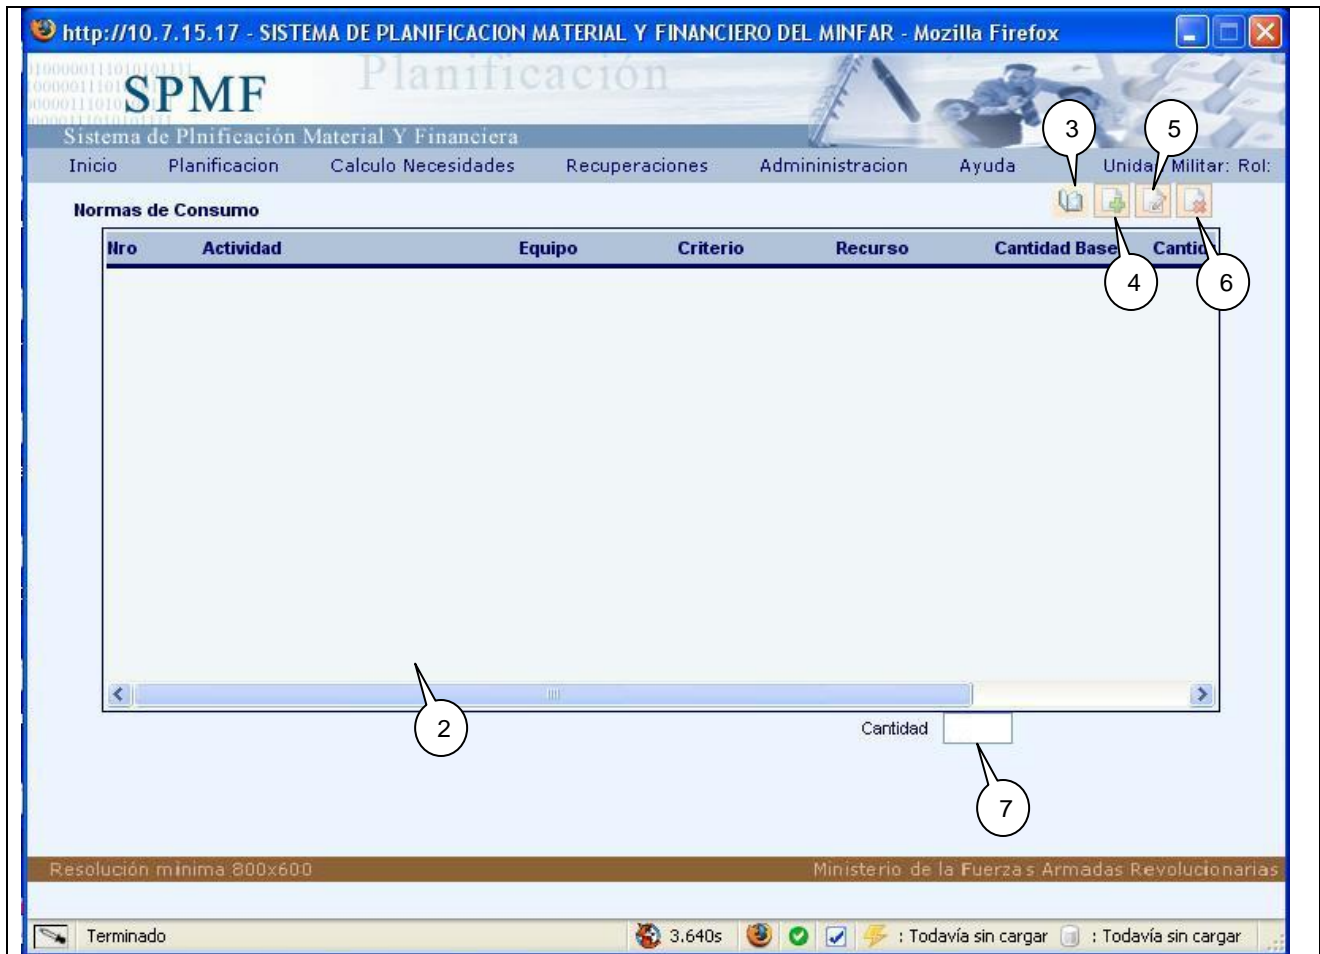 http://10.7.15.17 - SISTEMA DE PLANIFICACION MATERIAL Y FINANCIERO DEL MINFAR - Mozilla Firefox
Planificación
SPMF
Sistema de Plnificación Material Y Financiera
3
5
Inicio Planificacion Calculo Necesidades Recuperaciones Admininistracion Ayuda Unida Militar: Rol:
Normas de Consumo
Nro Actividad Equipo Criterio Recurso Cantidad Base Cantid
4
6
2
Cantidad
7
Resolución minima 800x600 Ministerio de la Fuerzas Armadas Revolucionarias
Terminado 3.640s : Todavía sin cargar : Todavía sin cargar